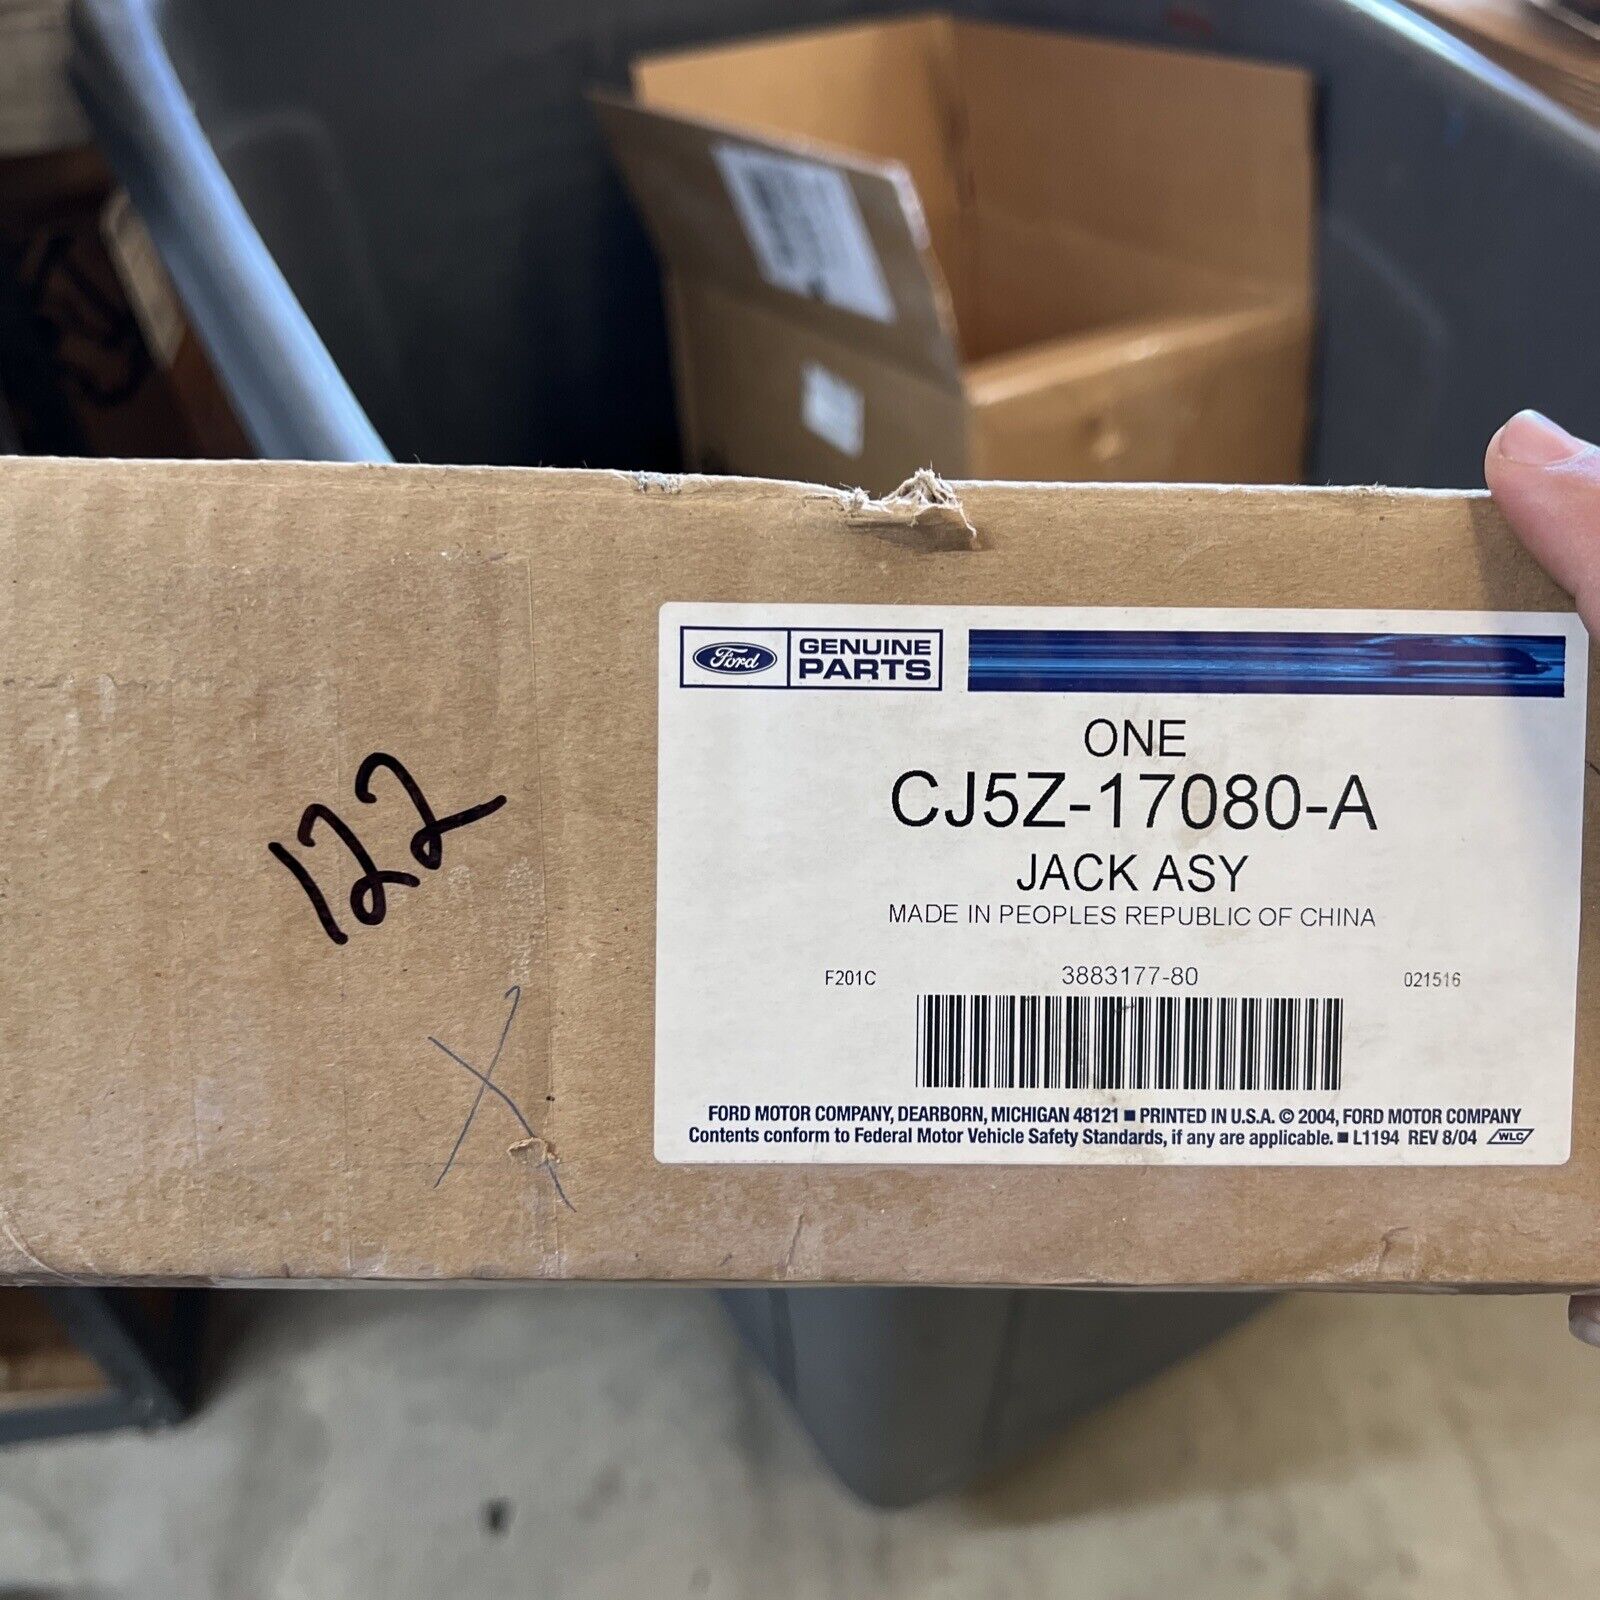 Ford GENUINE
PARTS
ONE
CJ5Z-17080-A
JACK ASY
MADE IN PEOPLES REPUBLIC OF CHINA
F201C 3883177-80 021516
FORD MOTOR COMPANY, DEARBORN, MICHIGAN 48121 ■ PRINTED IN U.S.A. © 2004, FORD MOTOR COMPANY
Contents conform to Federal Motor Vehicle Safety Standards, if any are applicable. ■ L1194 REV 8/04 WLC
122
X